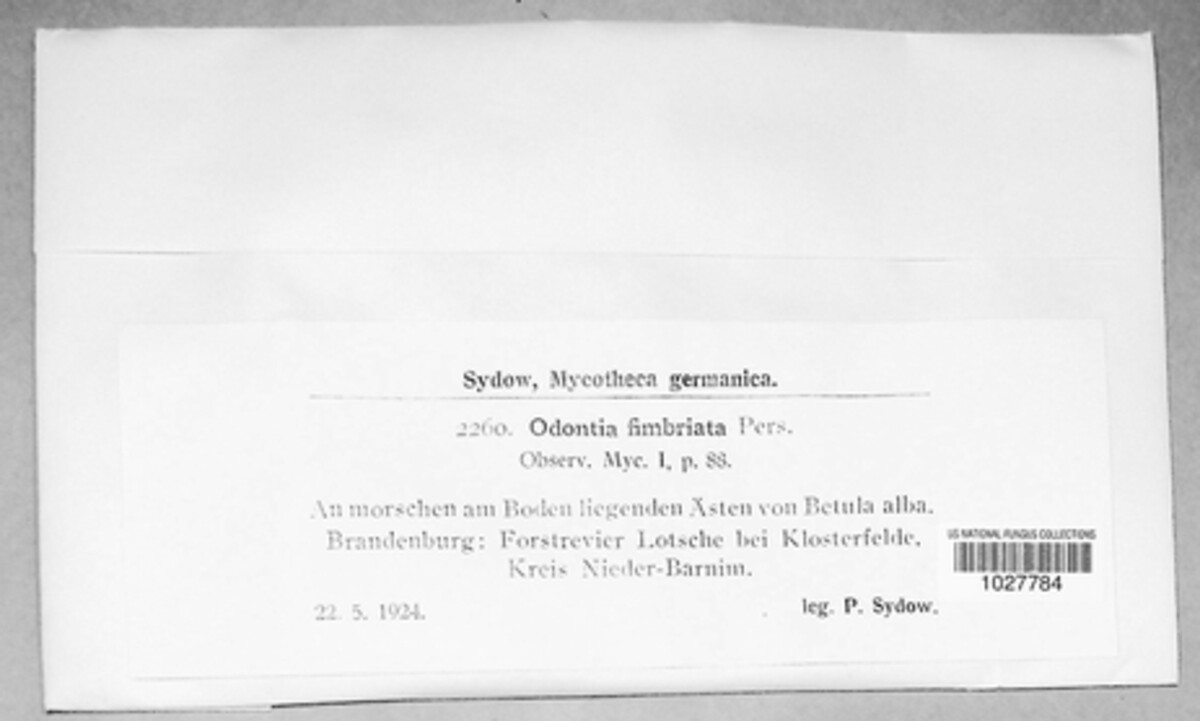 Sydow, Mycotheca germanica.
2260. Odontia fimbriata Pers.
Observ. Myc. I, p. 88.
An morschen am Boden liegenden Ästen von Betula alba.
Brandenburg: Forstrevier Lotsche bei Klosterfelde,
Kreis Nieder-Barnim.
22. 5. 1924.
leg. P. Sydow.
US NATIONAL FUNGUS COLLECTIONS
1027784